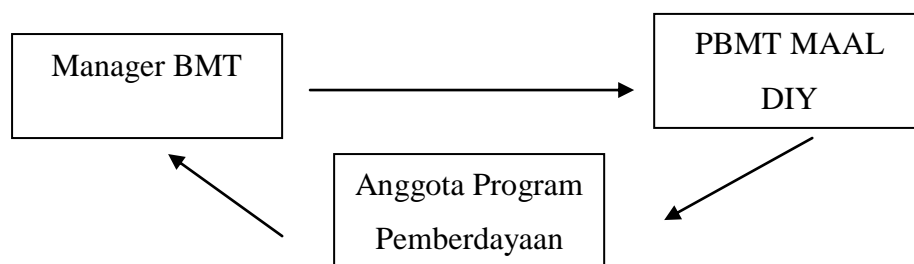 Manager BMT
PBMT MAAL
DIY
Anggota Program
Pemberdayaan